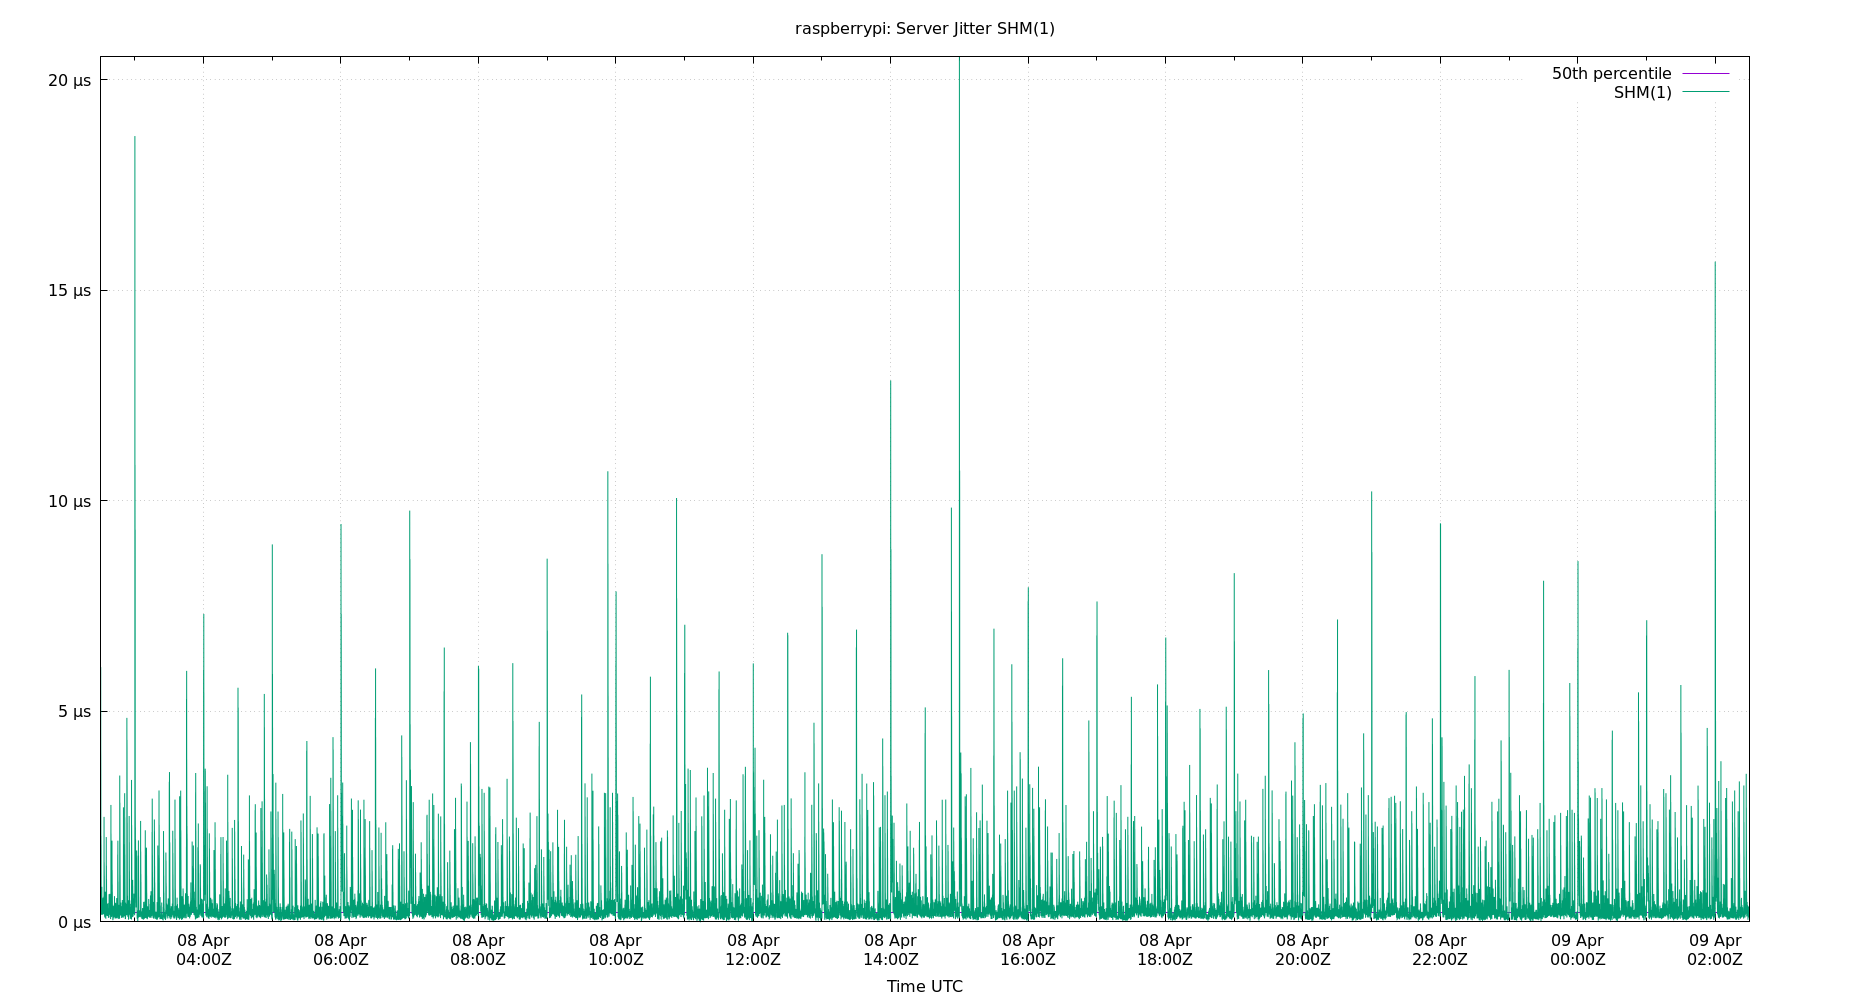 raspberrypi: Server Jitter SHM(1)
50th percentile
SHM(1)
20 µs
15 µs
10 µs
5 µs
0 µs
08 Apr 08 Apr 08 Apr 08 Apr 08 Apr 08 Apr 08 Apr 08 Apr 08 Apr 08 Apr 09 Apr 09 Apr
04:00Z 06:00Z 08:00Z 10:00Z 12:00Z 14:00Z 16:00Z 18:00Z 20:00Z 22:00Z 00:00Z 02:00Z
Time UTC